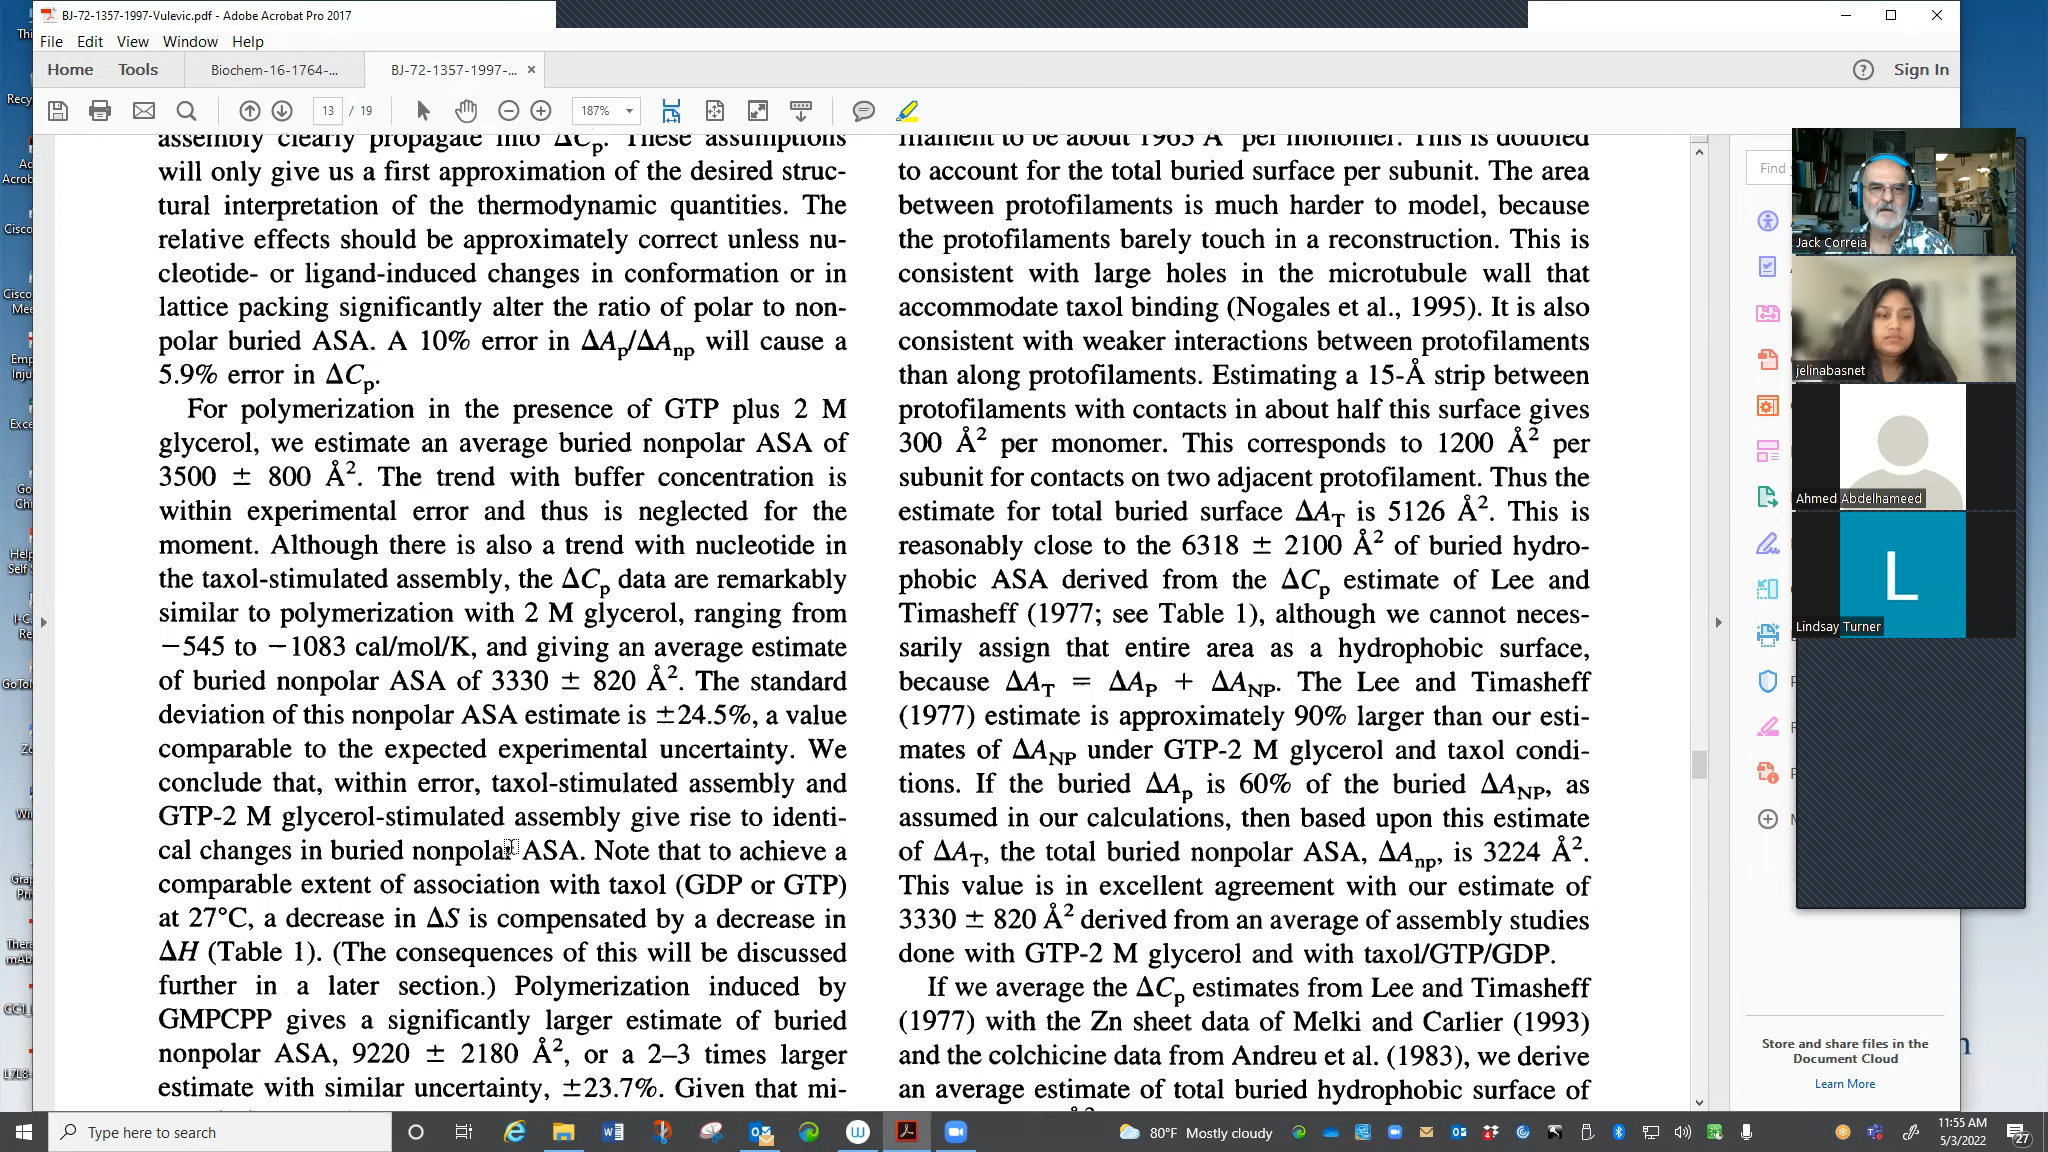 BJ-72-1357-1997-Vulevic.pdf - Adobe Acrobat Pro 2017
File Edit View Window Help
Home Tools Biochem-16-1764-... BJ-72-1357-1997-... × Sign In
13 / 19 187%
assembly clearly propagate into ΔCp. These assumptions
will only give us a first approximation of the desired struc-
tural interpretation of the thermodynamic quantities. The
relative effects should be approximately correct unless nu-
cleotide- or ligand-induced changes in conformation or in
lattice packing significantly alter the ratio of polar to non-
polar buried ASA. A 10% error in ΔAp/ΔAnp will cause a
5.9% error in ΔCp.
For polymerization in the presence of GTP plus 2 M
glycerol, we estimate an average buried nonpolar ASA of
3500 ± 800 Å2. The trend with buffer concentration is
within experimental error and thus is neglected for the
moment. Although there is also a trend with nucleotide in
the taxol-stimulated assembly, the ΔCp data are remarkably
similar to polymerization with 2 M glycerol, ranging from
−545 to −1083 cal/mol/K, and giving an average estimate
of buried nonpolar ASA of 3330 ± 820 Å2. The standard
deviation of this nonpolar ASA estimate is ±24.5%, a value
comparable to the expected experimental uncertainty. We
conclude that, within error, taxol-stimulated assembly and
GTP-2 M glycerol-stimulated assembly give rise to identi-
cal changes in buried nonpolar ASA. Note that to achieve a
comparable extent of association with taxol (GDP or GTP)
at 27°C, a decrease in ΔS is compensated by a decrease in
ΔH (Table 1). (The consequences of this will be discussed
further in a later section.) Polymerization induced by
GMPCPP gives a significantly larger estimate of buried
nonpolar ASA, 9220 ± 2180 Å2, or a 2–3 times larger
estimate with similar uncertainty, ±23.7%. Given that mi-
filament to be about 1963 Å per monomer. This is doubled
to account for the total buried surface per subunit. The area
between protofilaments is much harder to model, because
the protofilaments barely touch in a reconstruction. This is
consistent with large holes in the microtubule wall that
accommodate taxol binding (Nogales et al., 1995). It is also
consistent with weaker interactions between protofilaments
than along protofilaments. Estimating a 15-Å strip between
protofilaments with contacts in about half this surface gives
300 Å2 per monomer. This corresponds to 1200 Å2 per
subunit for contacts on two adjacent protofilament. Thus the
estimate for total buried surface ΔAT is 5126 Å2. This is
reasonably close to the 6318 ± 2100 Å2 of buried hydro-
phobic ASA derived from the ΔCp estimate of Lee and
Timasheff (1977; see Table 1), although we cannot neces-
sarily assign that entire area as a hydrophobic surface,
because ΔAT = ΔAP + ΔANP. The Lee and Timasheff
(1977) estimate is approximately 90% larger than our esti-
mates of ΔANP under GTP-2 M glycerol and taxol condi-
tions. If the buried ΔAp is 60% of the buried ΔANP, as
assumed in our calculations, then based upon this estimate
of ΔAT, the total buried nonpolar ASA, ΔAnp, is 3224 Å2.
This value is in excellent agreement with our estimate of
3330 ± 820 Å2 derived from an average of assembly studies
done with GTP-2 M glycerol and with taxol/GTP/GDP.
If we average the ΔCp estimates from Lee and Timasheff
(1977) with the Zn sheet data of Melki and Carlier (1993)
and the colchicine data from Andreu et al. (1983), we derive
an average estimate of total buried hydrophobic surface of
Find
Jack Correia
jelinabasnet
Ahmed Abdelhameed
L
Lindsay Turner
Store and share files in the
Document Cloud
Learn More
Type here to search
80°F Mostly cloudy
11:55 AM
5/3/2022
27